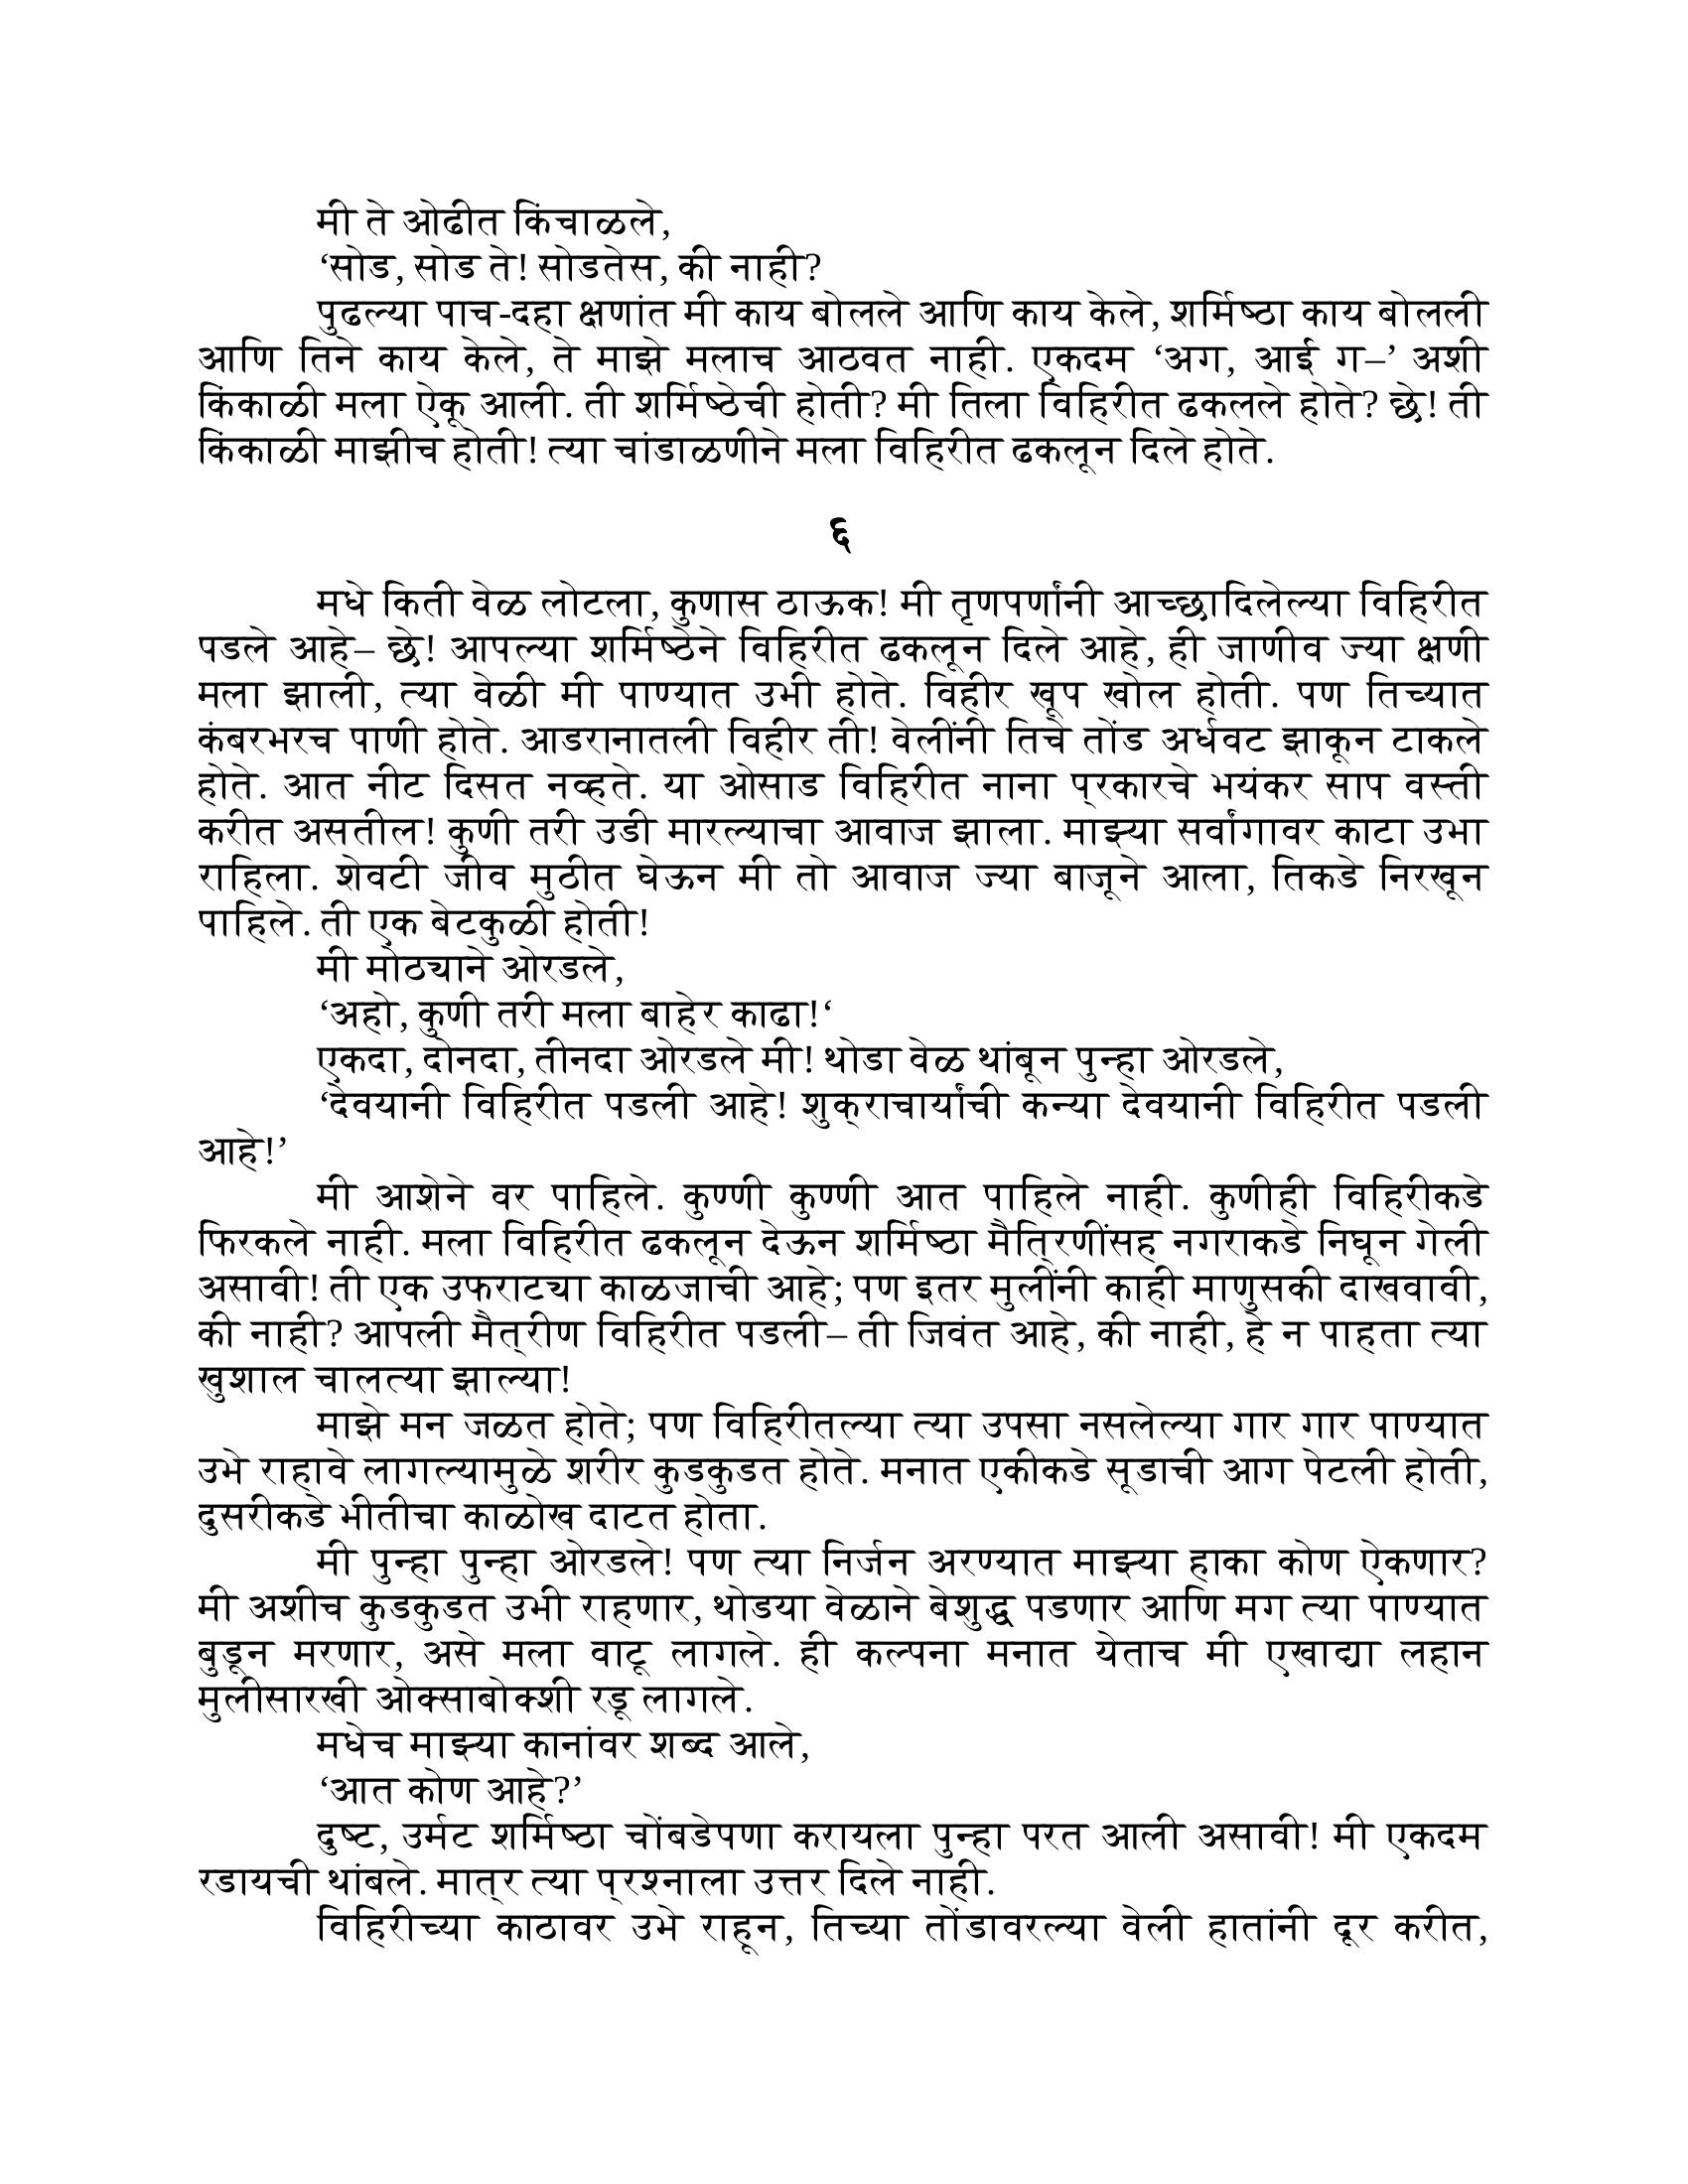 मी ते ओढीत किंचाळले,
‘सोड, सोड ते! सोडतेस, की नाही?
पुढल्या पाच-दहा क्षणांत मी काय बोलले आणि काय केले, शर्मिष्ठा काय बोलली
आणि तिने काय केले, ते माझे मलाच आठवत नाही. एकदम ‘अग, आई ग–’ अशी
किंकाळी मला ऐकू आली. ती शर्मिष्ठेची होती? मी तिला विहिरीत ढकलले होते? छे! ती
किंकाळी माझीच होती! त्या चांडाळणीने मला विहिरीत ढकलून दिले होते.
६
मधे किती वेळ लोटला, कुणास ठाऊक! मी तृणपर्णांनी आच्छादिलेल्या विहिरीत
पडले आहे– छे! आपल्या शर्मिष्ठेने विहिरीत ढकलून दिले आहे, ही जाणीव ज्या क्षणी
मला झाली, त्या वेळी मी पाण्यात उभी होते. विहीर खूप खोल होती. पण तिच्यात
कंबरभरच पाणी होते. आडरानातली विहीर ती! वेलींनी तिचे तोंड अर्धवट झाकून टाकले
होते. आत नीट दिसत नव्हते. या ओसाड विहिरीत नाना प्रकारचे भयंकर साप वस्ती
करीत असतील! कुणी तरी उडी मारल्याचा आवाज झाला. माझ्या सर्वांगावर काटा उभा
राहिला. शेवटी जीव मुठीत घेऊन मी तो आवाज ज्या बाजूने आला, तिकडे निरखून
पाहिले. ती एक बेटकुळी होती!
मी मोठ्याने ओरडले,
‘अहो, कुणी तरी मला बाहेर काढा!‘
एकदा, दोनदा, तीनदा ओरडले मी! थोडा वेळ थांबून पुन्हा ओरडले,
‘देवयानी विहिरीत पडली आहे! शुक्राचार्यांची कन्या देवयानी विहिरीत पडली
आहे!’
मी आशेने वर पाहिले. कुण्णी कुण्णी आत पाहिले नाही. कुणीही विहिरीकडे
फिरकले नाही. मला विहिरीत ढकलून देऊन शर्मिष्ठा मैत्रिणींसह नगराकडे निघून गेली
असावी! ती एक उफराट्या काळजाची आहे; पण इतर मुलींनी काही माणुसकी दाखवावी,
की नाही? आपली मैत्रीण विहिरीत पडली– ती जिवंत आहे, की नाही, हे न पाहता त्या
खुशाल चालत्या झाल्या!
माझे मन जळत होते; पण विहिरीतल्या त्या उपसा नसलेल्या गार गार पाण्यात
उभे राहावे लागल्यामुळे शरीर कुडकुडत होते. मनात एकीकडे सूडाची आग पेटली होती,
दुसरीकडे भीतीचा काळोख दाटत होता.
मी पुन्हा पुन्हा ओरडले! पण त्या निर्जन अरण्यात माझ्या हाका कोण ऐकणार?
मी अशीच कुडकुडत उभी राहणार, थोडया वेळाने बेशुद्ध पडणार आणि मग त्या पाण्यात
बुडून मरणार, असे मला वाटू लागले. ही कल्पना मनात येताच मी एखाद्या लहान
मुलीसारखी ओक्साबोक्शी रडू लागले.
मधेच माझ्या कानांवर शब्द आले,
‘आत कोण आहे?’
दुष्ट, उर्मट शर्मिष्ठा चोंबडेपणा करायला पुन्हा परत आली असावी! मी एकदम
रडायची थांबले. मात्र त्या प्रश्नाला उत्तर दिले नाही.
विहिरीच्या काठावर उभे राहून, तिच्या तोंडावरल्या वेली हातांनी दूर करीत,